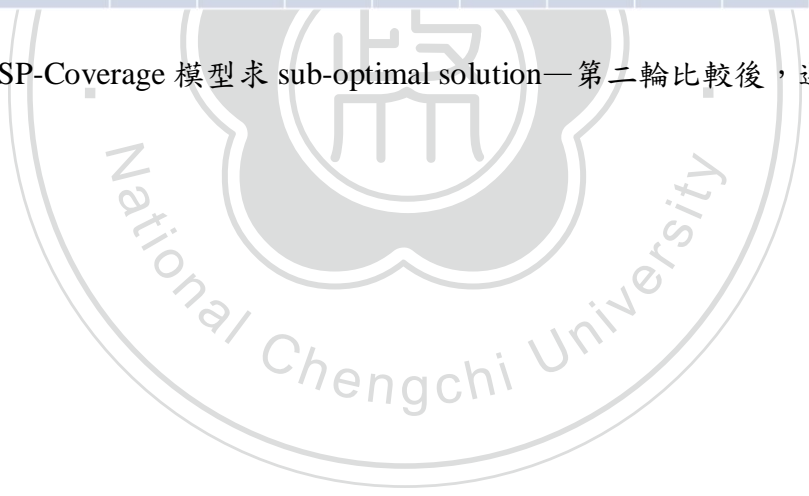 SP-Coverage 模型求 sub-optimal solution—第二輪比較後，
National Chengchi University